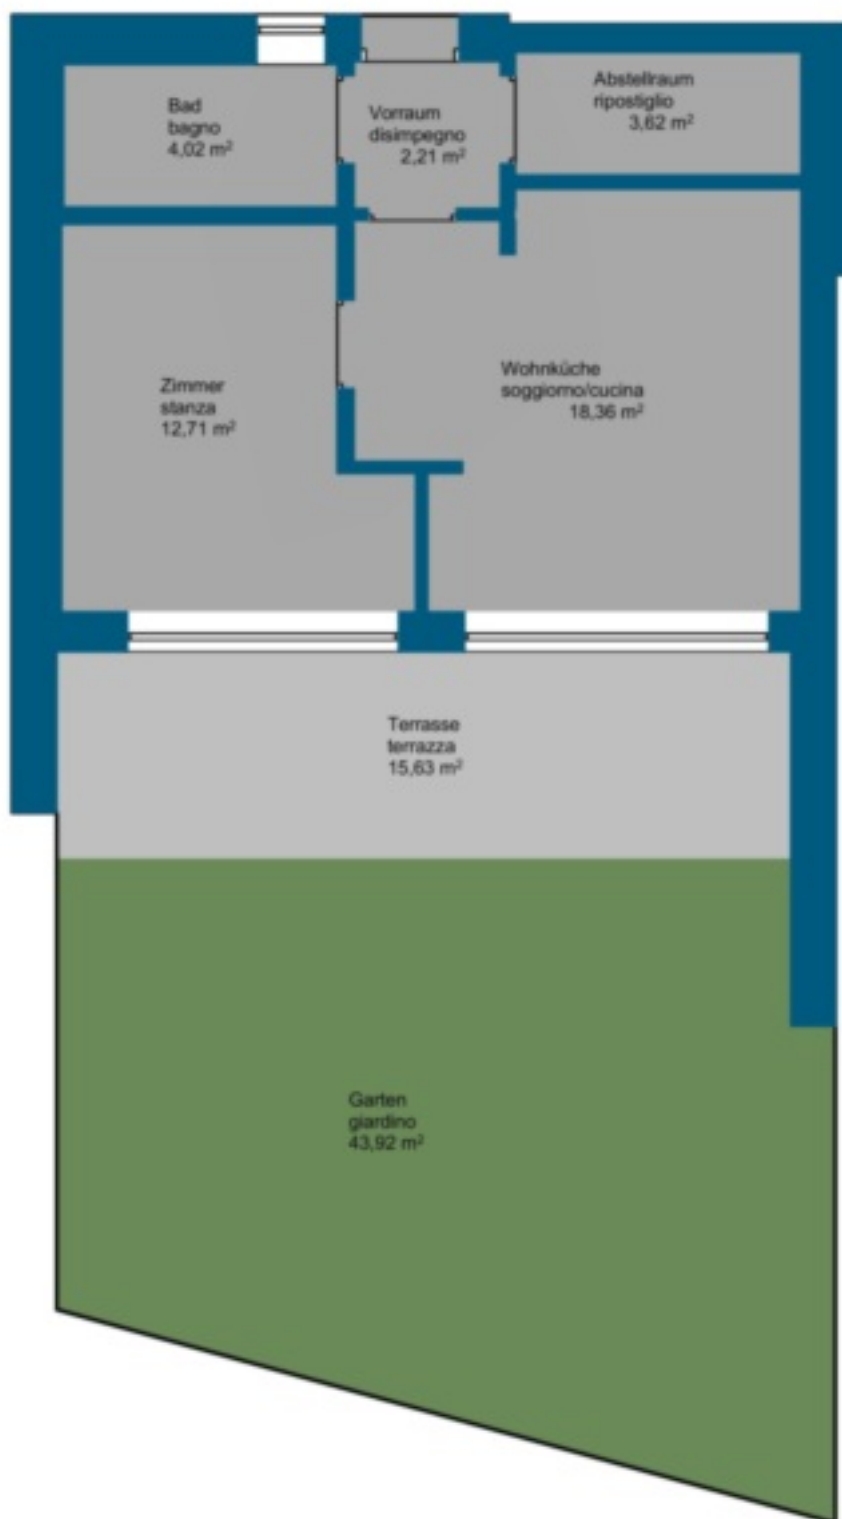 Bad
bagno
4,02 m²
Vorraum
disimpegno
2,21 m²
Abstellraum
ripostiglio
3,62 m²
Zimmer
stanza
12,71 m²
Wohnküche
soggiorno/cucina
18,36 m²
Terrasse
terrazza
15,63 m²
Garten
giardino
43,92 m²